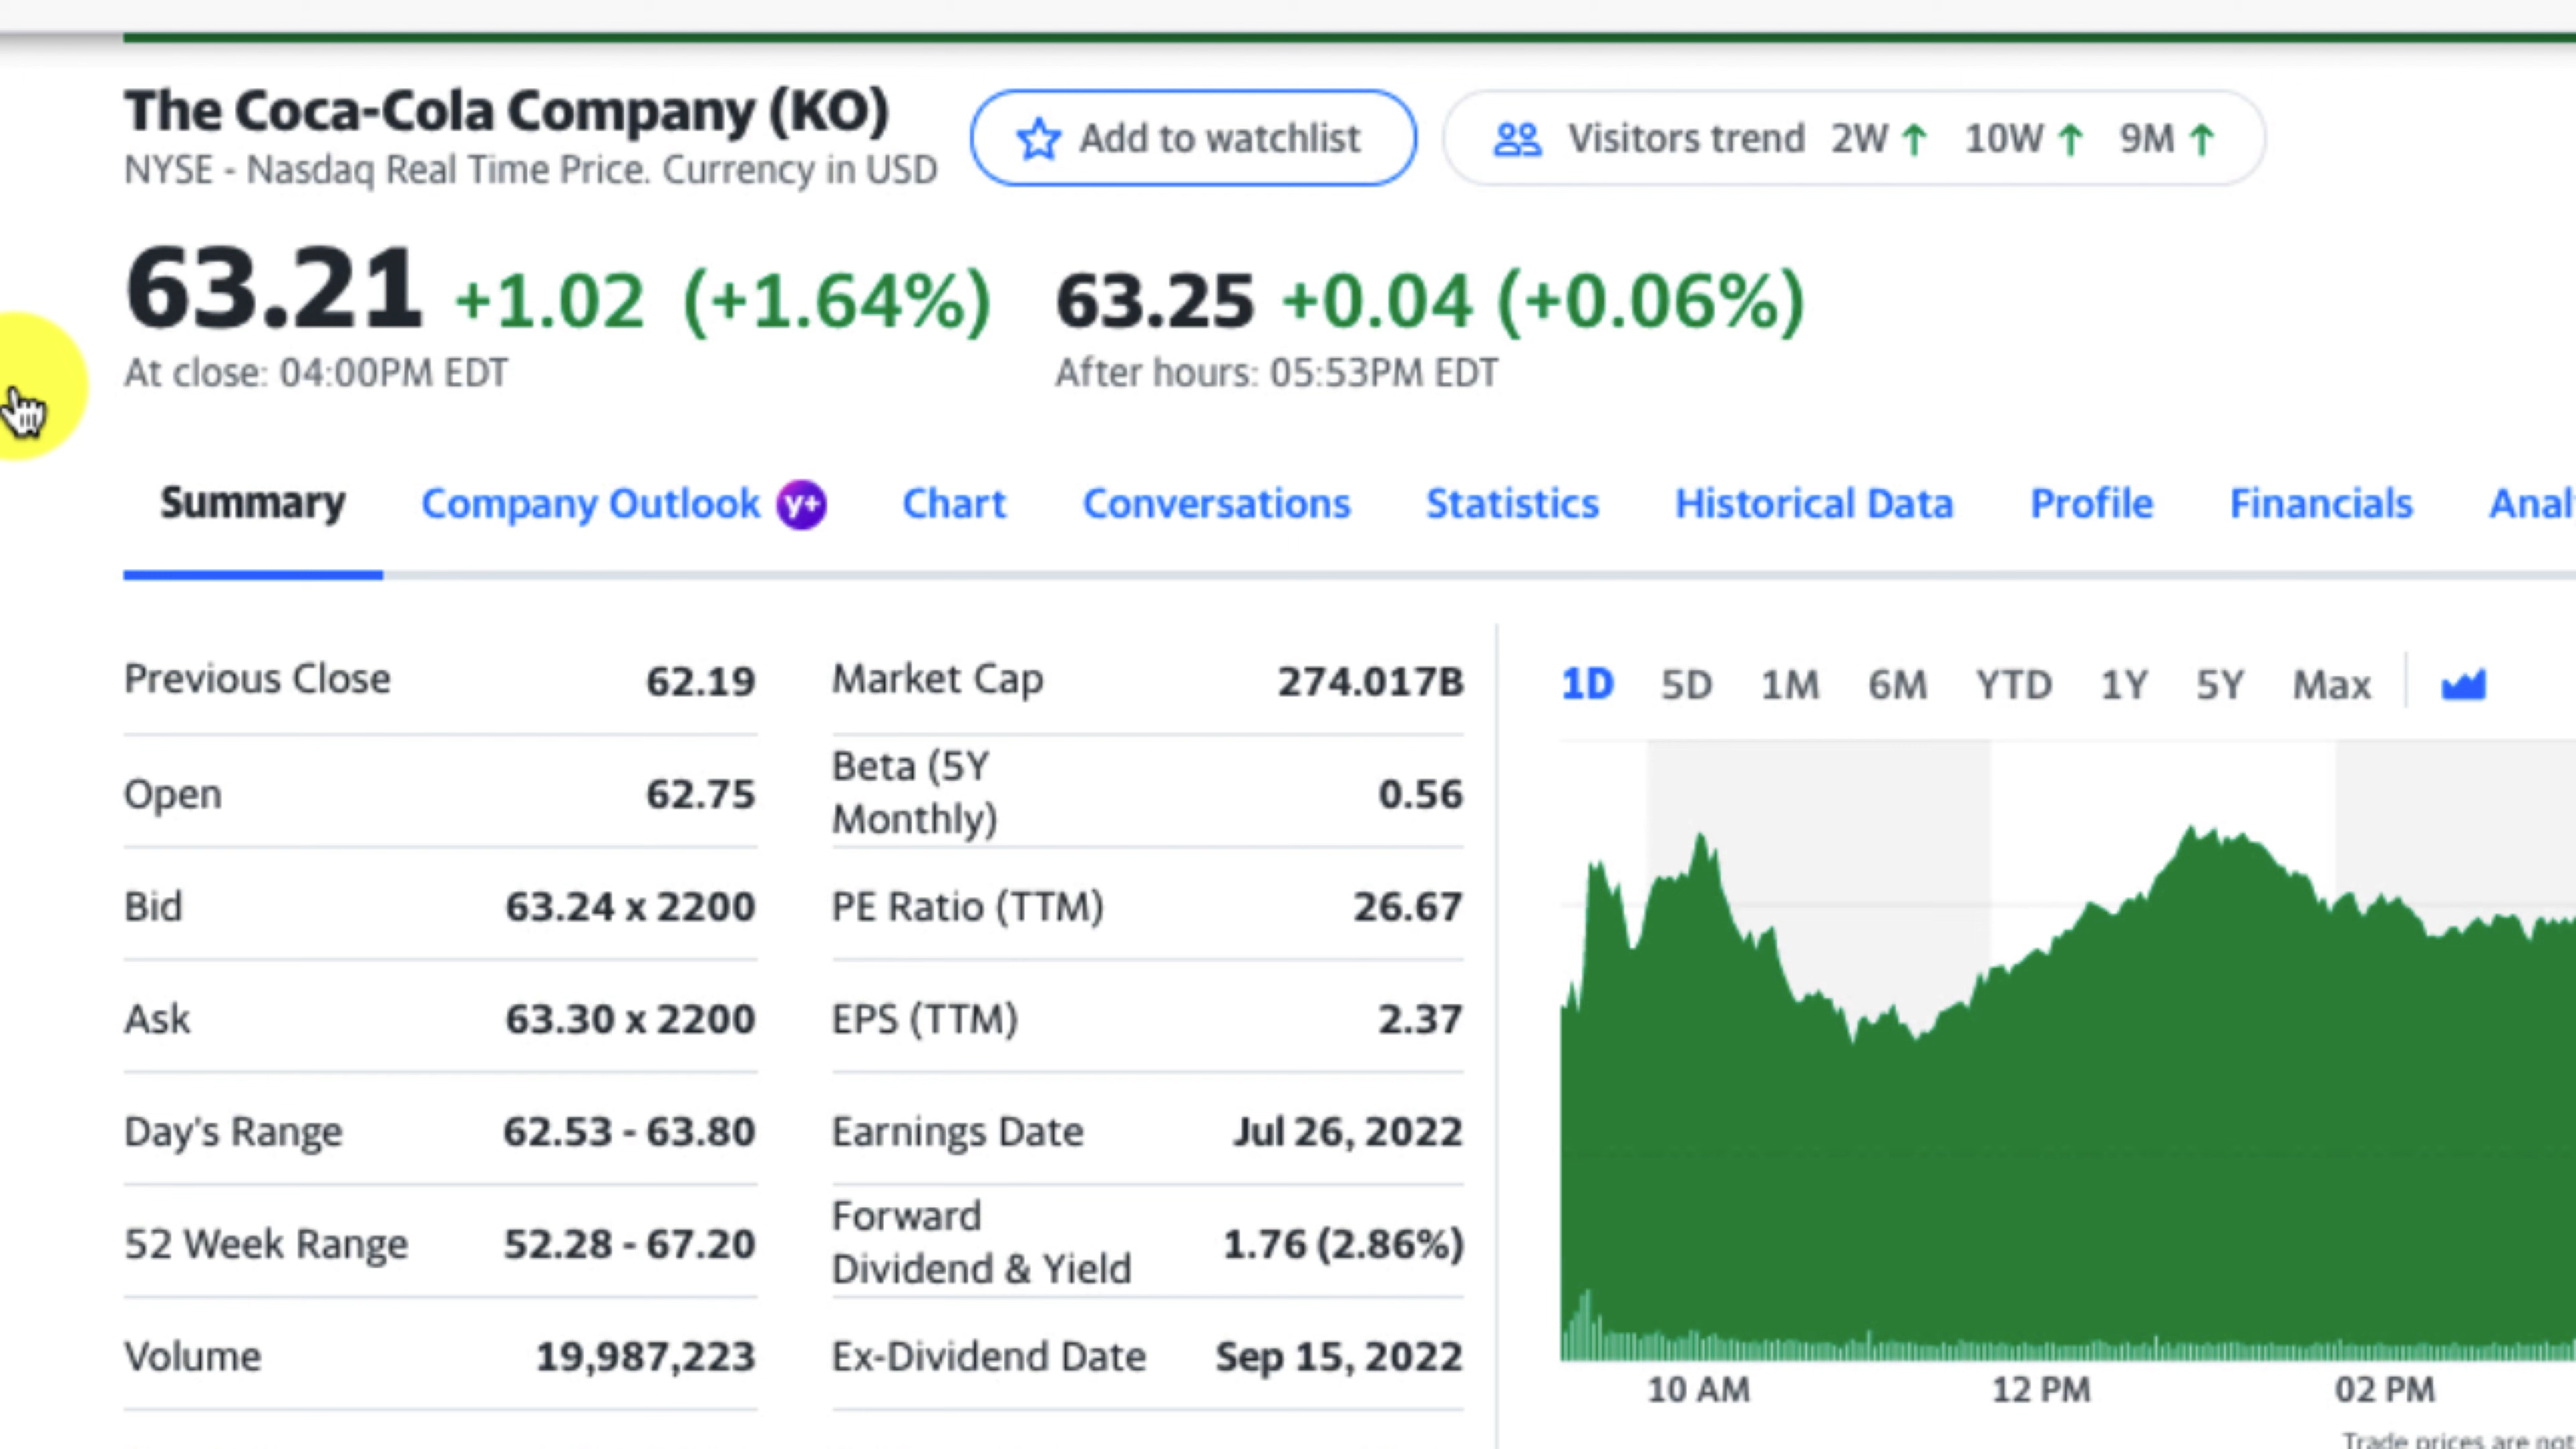 The Coca-Cola Company (KO)
NYSE - Nasdaq Real Time Price. Currency in USD
Add to watchlist
Visitors trend 2W ↑ 10W ↑ 9M ↑
63.21 +1.02 (+1.64%)
At close: 04:00PM EDT
63.25 +0.04 (+0.06%)
After hours: 05:53PM EDT
Summary Company Outlook y+ Chart Conversations Statistics Historical Data Profile Financials Anal
Previous Close 62.19
Open 62.75
Bid 63.24 x 2200
Ask 63.30 x 2200
Day's Range 62.53 - 63.80
52 Week Range 52.28 - 67.20
Volume 19,987,223
Market Cap 274.017B
Beta (5Y
Monthly) 0.56
PE Ratio (TTM) 26.67
EPS (TTM) 2.37
Earnings Date Jul 26, 2022
Forward
Dividend & Yield 1.76 (2.86%)
Ex-Dividend Date Sep 15, 2022
1D 5D 1M 6M YTD 1Y 5Y Max
10 AM 12 PM 02 PM
Trade prices are not